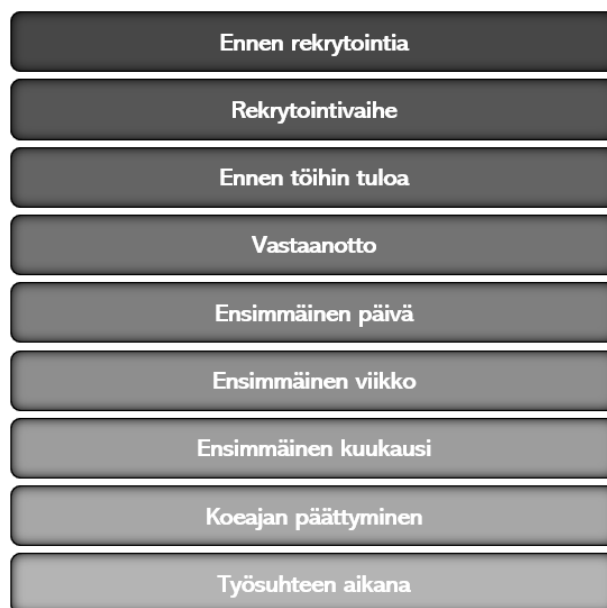 Ennen rekrytointia
Rekrytointivaihe
Ennen töihin tuloa
Vastaanotto
Ensimmäinen päivä
Ensimmäinen viikko
Ensimmäinen kuukausi
Koeajan päättyminen
Työsuhteen aikana